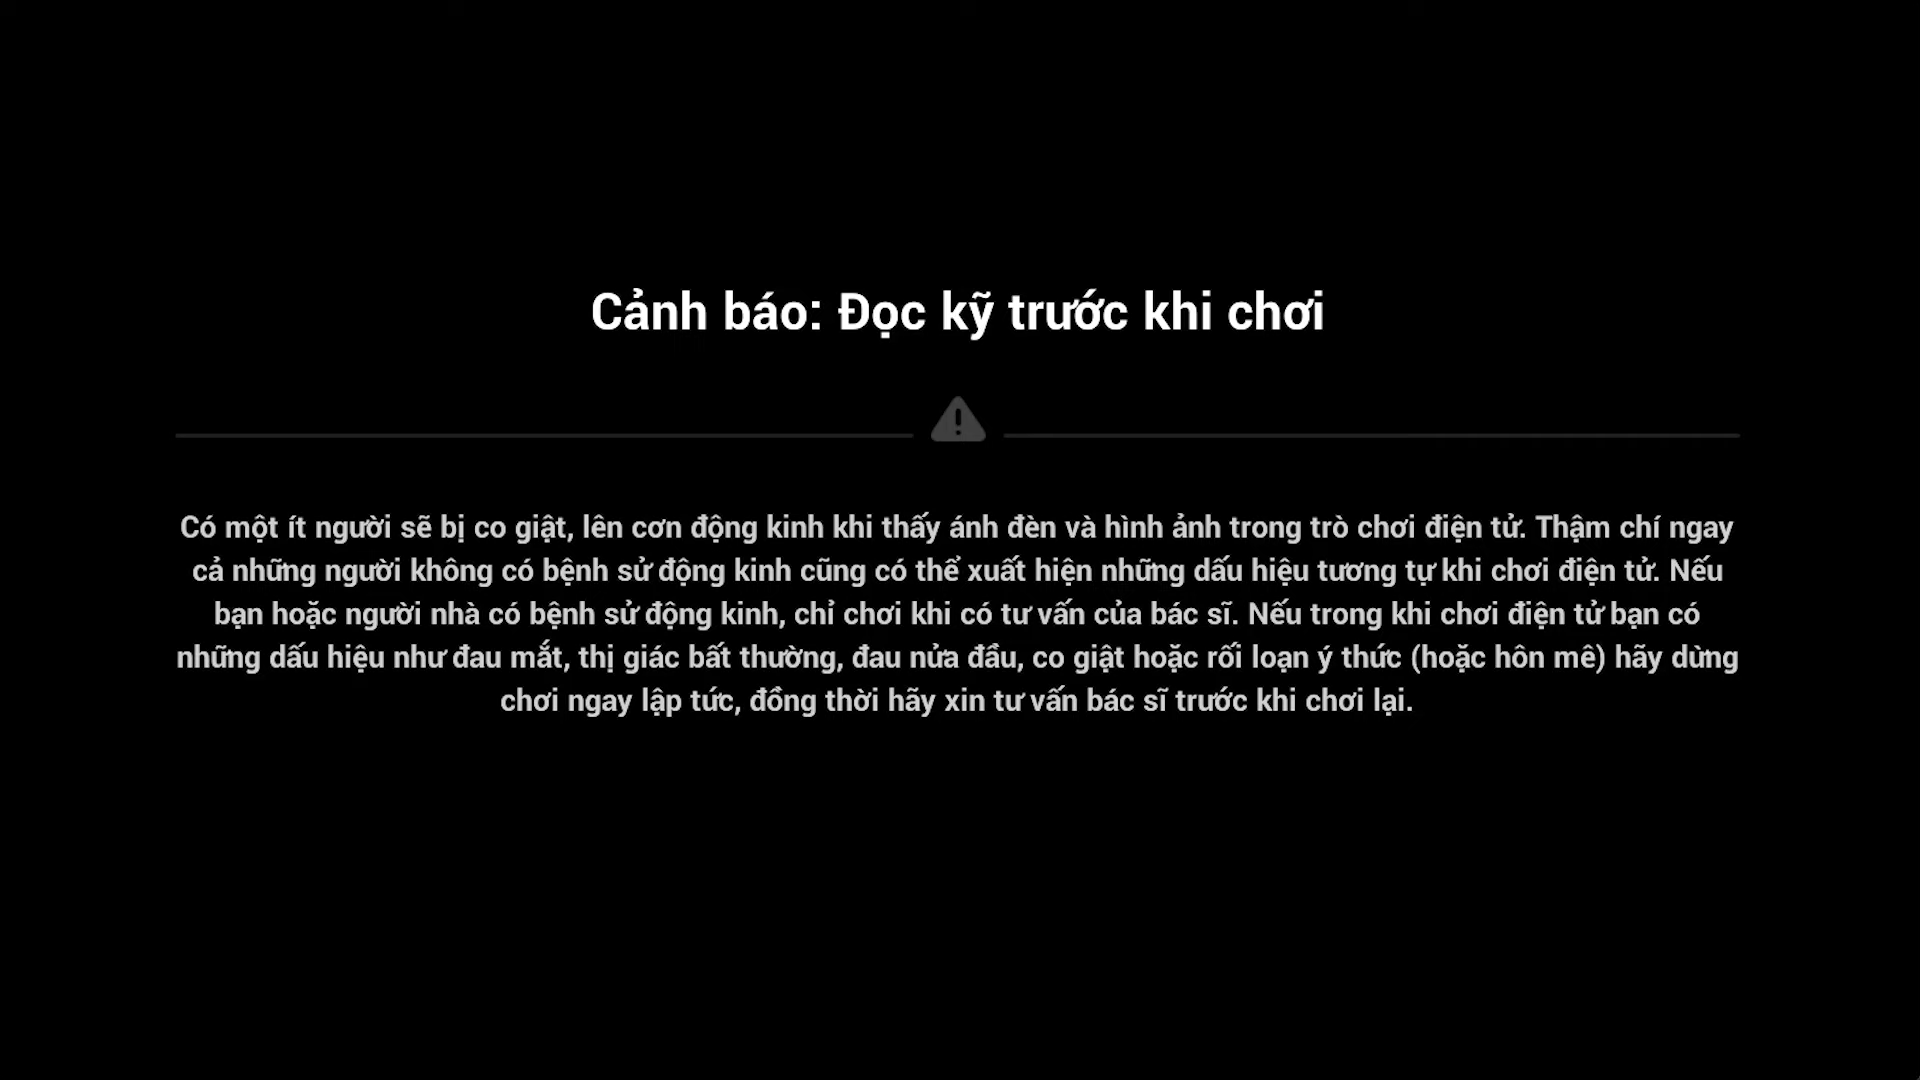 Cảnh báo: Đọc kỹ trước khi chơi
Có một ít người sẽ bị co giật, lên cơn động kinh khi thấy ánh đèn và hình ảnh trong trò chơi điện tử. Thậm chí ngay
cả những người không có bệnh sử động kinh cũng có thể xuất hiện những dấu hiệu tương tự khi chơi điện tử. Nếu
bạn hoặc người nhà có bệnh sử động kinh, chỉ chơi khi có tư vấn của bác sĩ. Nếu trong khi chơi điện tử bạn có
những dấu hiệu như đau mắt, thị giác bất thường, đau nửa đầu, co giật hoặc rối loạn ý thức (hoặc hôn mê) hãy dừng
chơi ngay lập tức, đồng thời hãy xin tư vấn bác sĩ trước khi chơi lại.